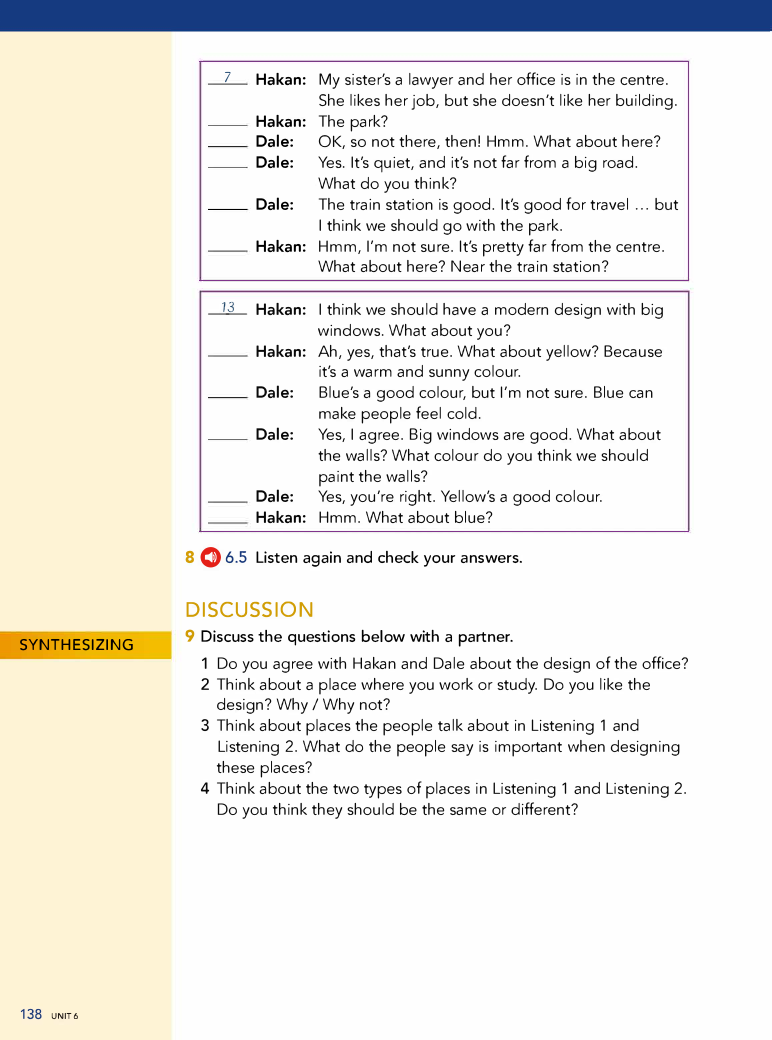 7 Hakan: My sister's a lawyer and her office is in the centre.
She likes her job, but she doesn't like her building.
_____ Hakan: The park?
_____ Dale: OK, so not there, then! Hmm. What about here?
_____ Dale: Yes. It's quiet, and it's not far from a big road.
What do you think?
_____ Dale: The train station is good. It's good for travel … but
I think we should go with the park.
_____ Hakan: Hmm, I'm not sure. It's pretty far from the centre.
What about here? Near the train station?
13 Hakan: I think we should have a modern design with big
windows. What about you?
_____ Hakan: Ah, yes, that's true. What about yellow? Because
it's a warm and sunny colour.
_____ Dale: Blue's a good colour, but I'm not sure. Blue can
make people feel cold.
_____ Dale: Yes, I agree. Big windows are good. What about
the walls? What colour do you think we should
paint the walls?
_____ Dale: Yes, you're right. Yellow's a good colour.
_____ Hakan: Hmm. What about blue?
8 6.5 Listen again and check your answers.
DISCUSSION
SYNTHESIZING
9 Discuss the questions below with a partner.
1 Do you agree with Hakan and Dale about the design of the office?
2 Think about a place where you work or study. Do you like the
design? Why / Why not?
3 Think about places the people talk about in Listening 1 and
Listening 2. What do the people say is important when designing
these places?
4 Think about the two types of places in Listening 1 and Listening 2.
Do you think they should be the same or different?
138 UNIT 6